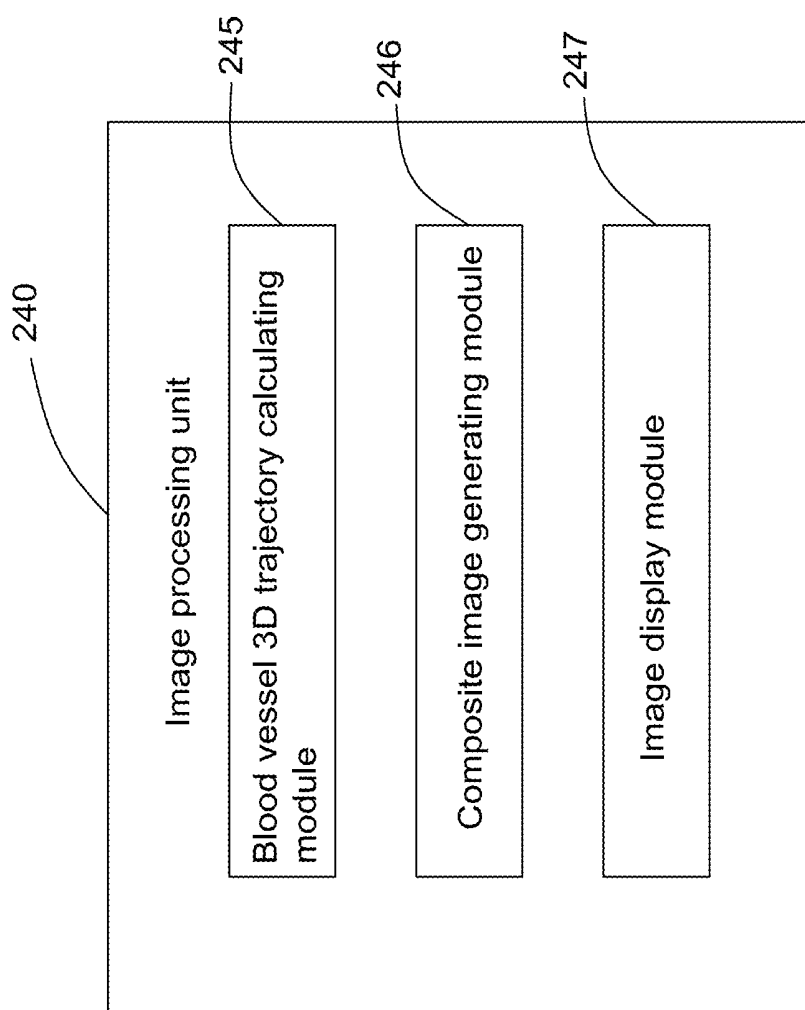 240
Image processing unit
Blood vessel 3D trajectory calculating
module
245
Composite image generating module
246
Image display module
247